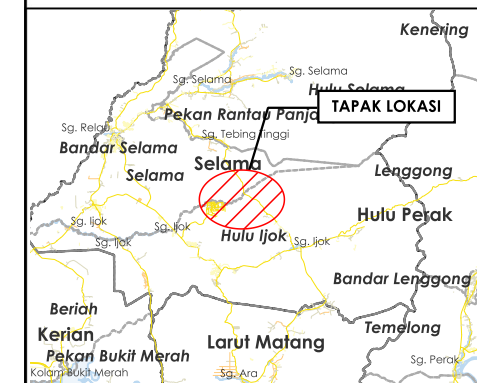 Kenering
Sg. Selama
Sg. Selama
Hulu Selama
TAPAK LOKASI
Pekan Rantau Panja
Sg. Relau
Sg. Tebing Tinggi
Bandar Selama
Selama
Selama
Lenggong
Hulu Perak
Sg. Ijok
Sg. Ijok
Sg. Ijok
Hulu Ijok
Sg. Ijok
Bandar Lenggong
Beriah
Temelong
Kerian
Larut Matang
Pekan Bukit Merah
Sg. Perak
Kolam Bukit Merah
Sg. Ara